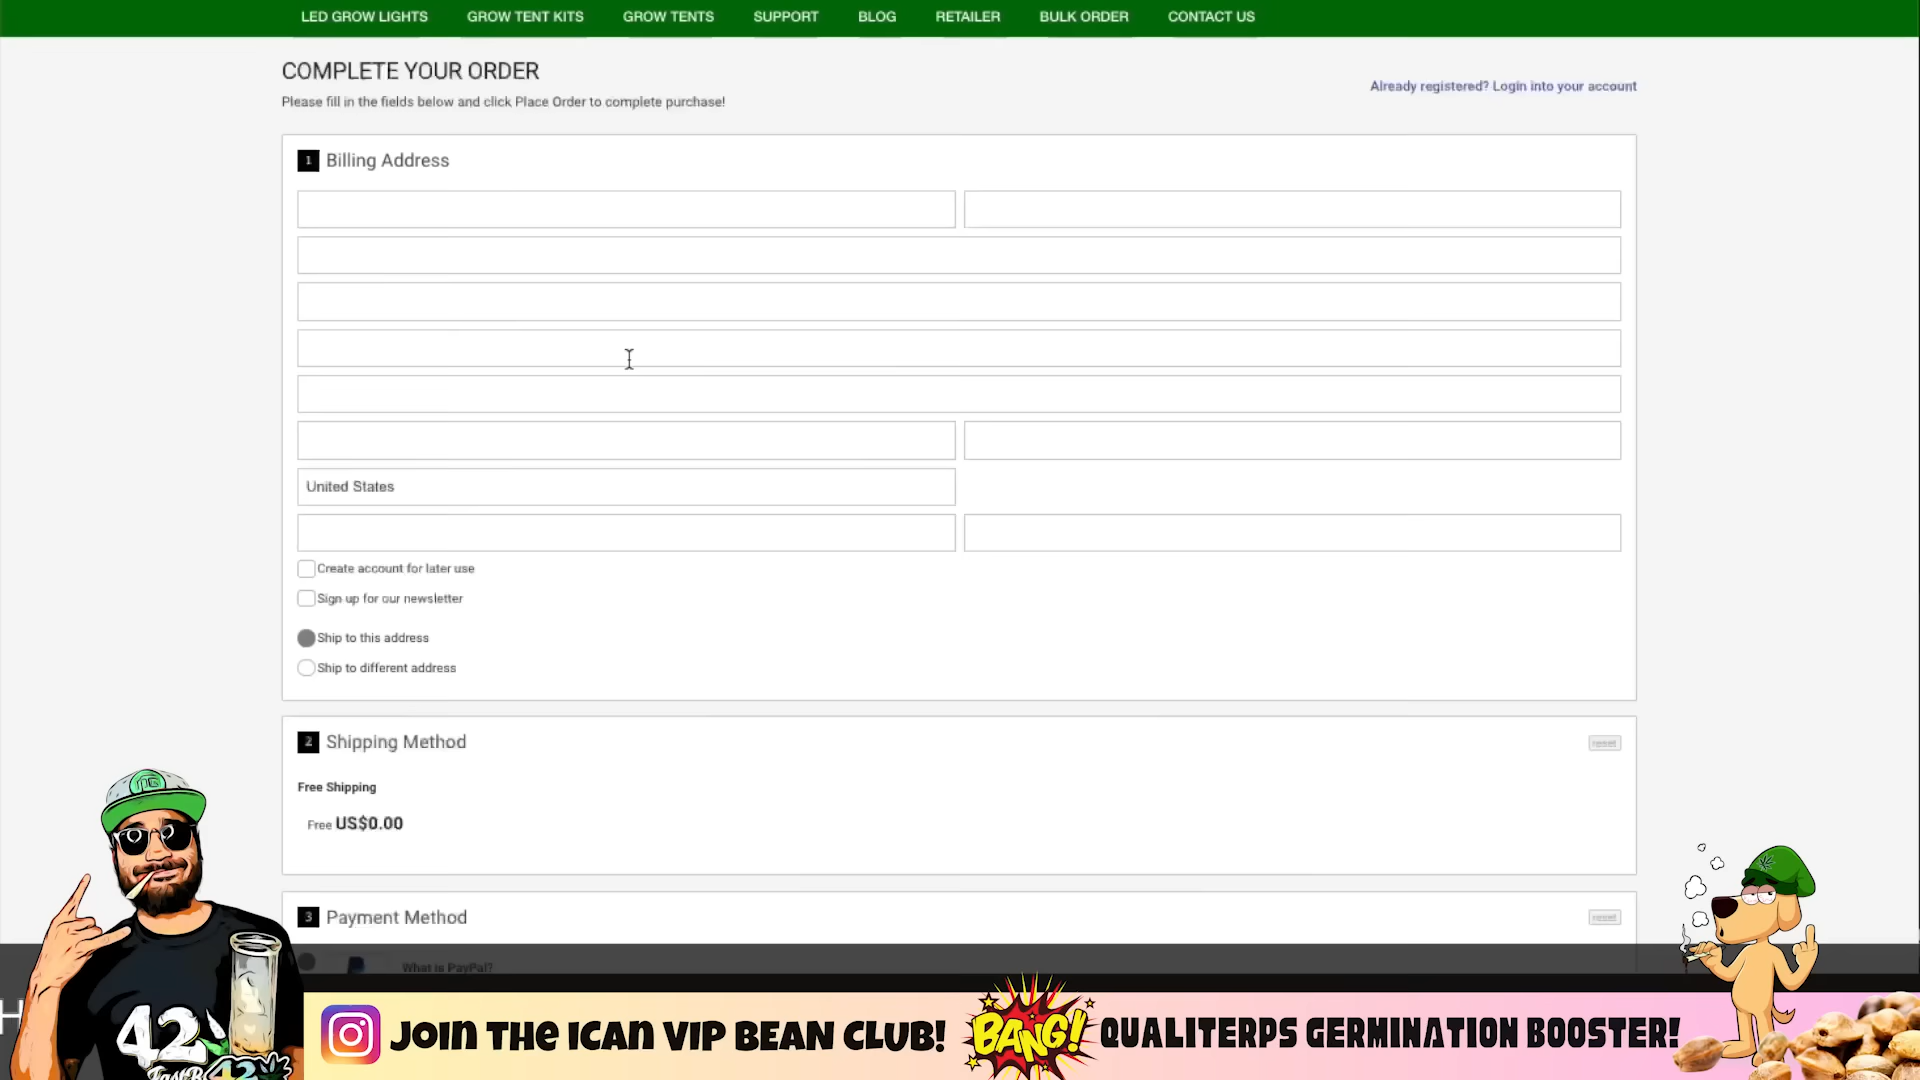 LED GROW LIGHTS GROW TENT KITS GROW TENTS SUPPORT BLOG RETAILER BULK ORDER CONTACT US
COMPLETE YOUR ORDER
Already registered? Login into your account
Please fill in the fields below and click Place Order to complete purchase!
1 Billing Address
United States
Create account for later use
Sign up for our newsletter
Ship to this address
Ship to different address
2 Shipping Method
Free Shipping
Free US$0.00
3 Payment Method
What is PayPal?
H
42
JOIN THE ICAN VIP BEAN CLUB! BANG! QUALITERPS GERMINATION BOOSTER!